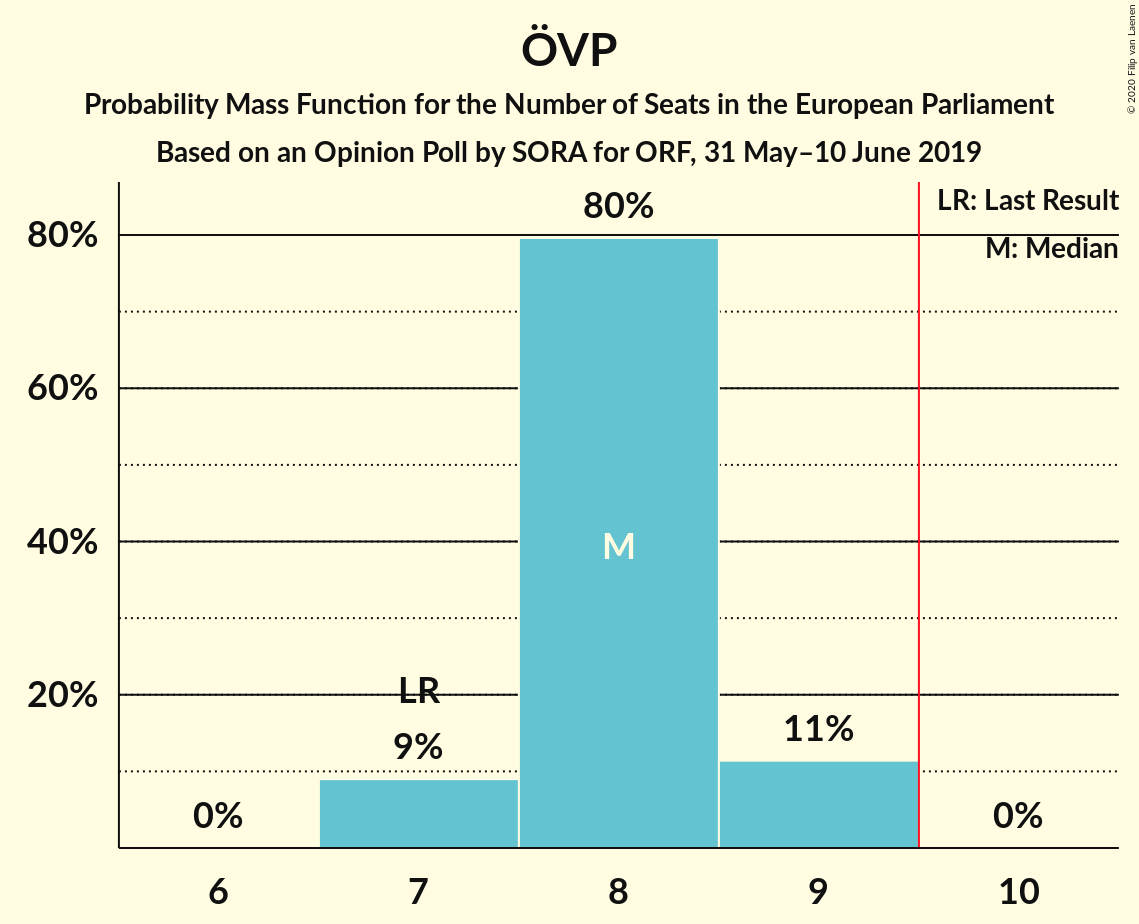 ÖVP
Probability Mass Function for the Number of Seats in the European Parliament
Based on an Opinion Poll by SORA for ORF, 31 May–10 June 2019
© 2020 Filip van Laenen
LR: Last Result
M: Median
80%
60%
40%
20%
0%
LR
9%
80%
M
11%
0%
6
7
8
9
10